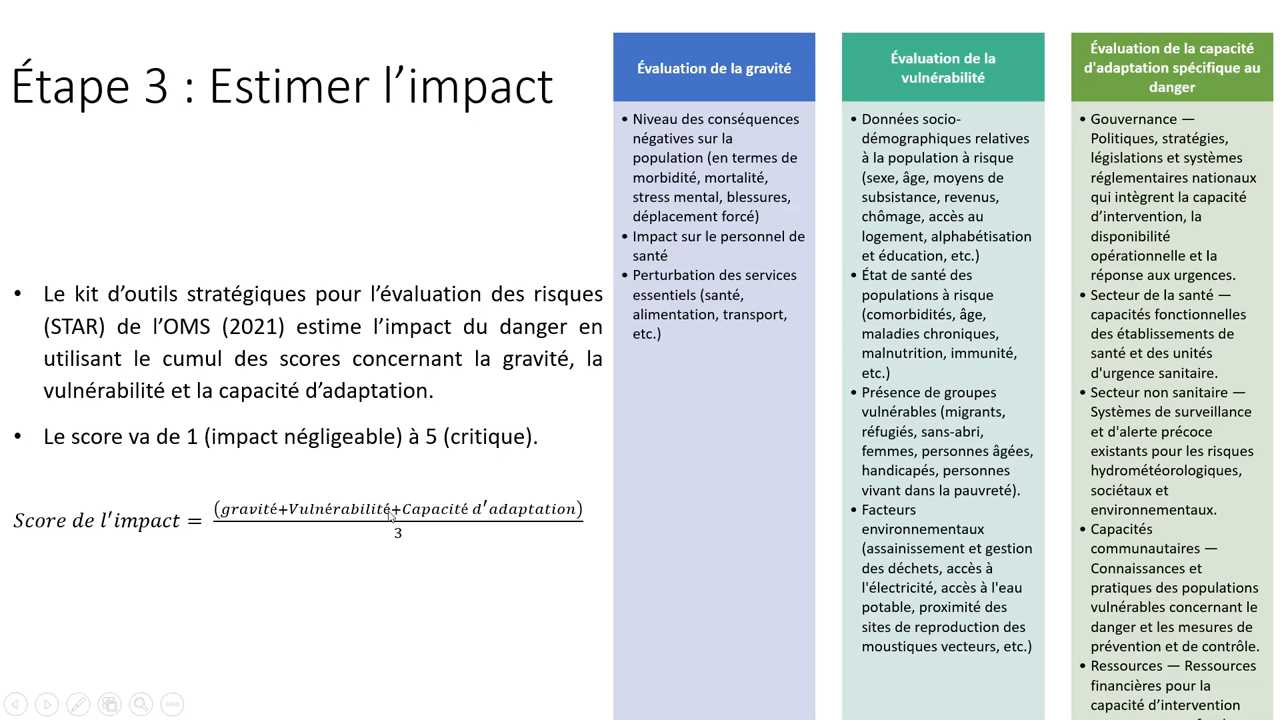 Étape 3 : Estimer l’impact
• Le kit d’outils stratégiques pour l’évaluation des risques
(STAR) de l’OMS (2021) estime l’impact du danger en
utilisant le cumul des scores concernant la gravité, la
vulnérabilité et la capacité d’adaptation.
• Le score va de 1 (impact négligeable) à 5 (critique).
Score de l′impact = (gravité+Vulnérabilité+Capacité d′adaptation)
3
Évaluation de la gravité
• Niveau des conséquences
négatives sur la
population (en termes de
morbidité, mortalité,
stress mental, blessures,
déplacement forcé)
• Impact sur le personnel de
santé
• Perturbation des services
essentiels (santé,
alimentation, transport,
etc.)
Évaluation de la
vulnérabilité
• Données socio-
démographiques relatives
à la population à risque
(sexe, âge, moyens de
subsistance, revenus,
chômage, accès au
logement, alphabétisation
et éducation, etc.)
• État de santé des
populations à risque
(comorbidités, âge,
maladies chroniques,
malnutrition, immunité,
etc.)
• Présence de groupes
vulnérables (migrants,
réfugiés, sans-abri,
femmes, personnes âgées,
handicapés, personnes
vivant dans la pauvreté).
• Facteurs
environnementaux
(assainissement et gestion
des déchets, accès à
l'électricité, accès à l'eau
potable, proximité des
sites de reproduction des
moustiques vecteurs, etc.)
Évaluation de la capacité
d'adaptation spécifique au
danger
• Gouvernance —
Politiques, stratégies,
législations et systèmes
réglementaires nationaux
qui intègrent la capacité
d’intervention, la
disponibilité
opérationnelle et la
réponse aux urgences.
• Secteur de la santé —
capacités fonctionnelles
des établissements de
santé et des unités
d'urgence sanitaire.
• Secteur non sanitaire —
Systèmes de surveillance
et d'alerte précoce
existants pour les risques
hydrométéorologiques,
sociétaux et
environnementaux.
• Capacités
communautaires —
Connaissances et
pratiques des populations
vulnérables concernant le
danger et les mesures de
prévention et de contrôle.
• Ressources — Ressources
financières pour la
capacité d’intervention